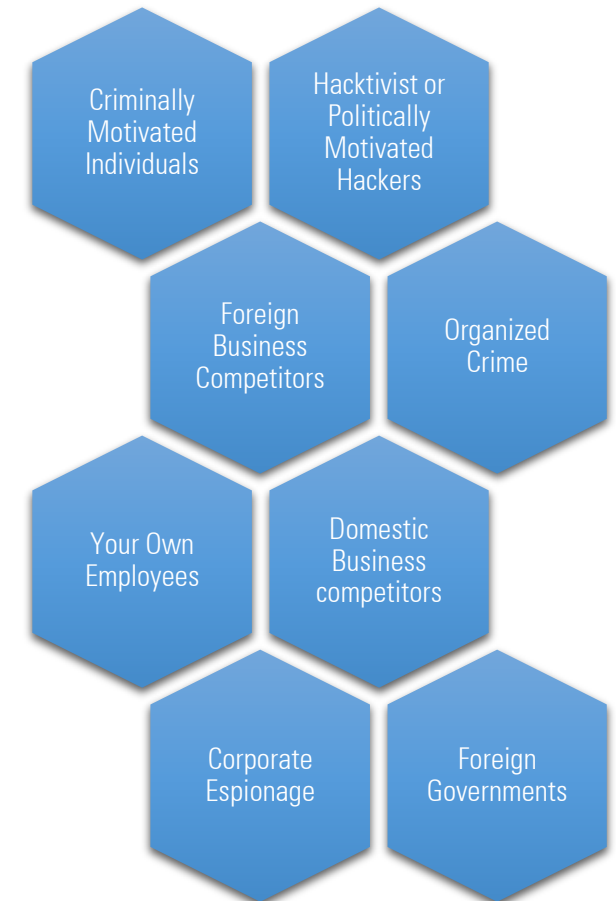 Criminally
Motivated
Individuals
Hacktivist or
Politically
Motivated
Hackers
Foreign
Business
Competitors
Organized
Crime
Your Own
Employees
Domestic
Business
competitors
Corporate
Espionage
Foreign
Governments